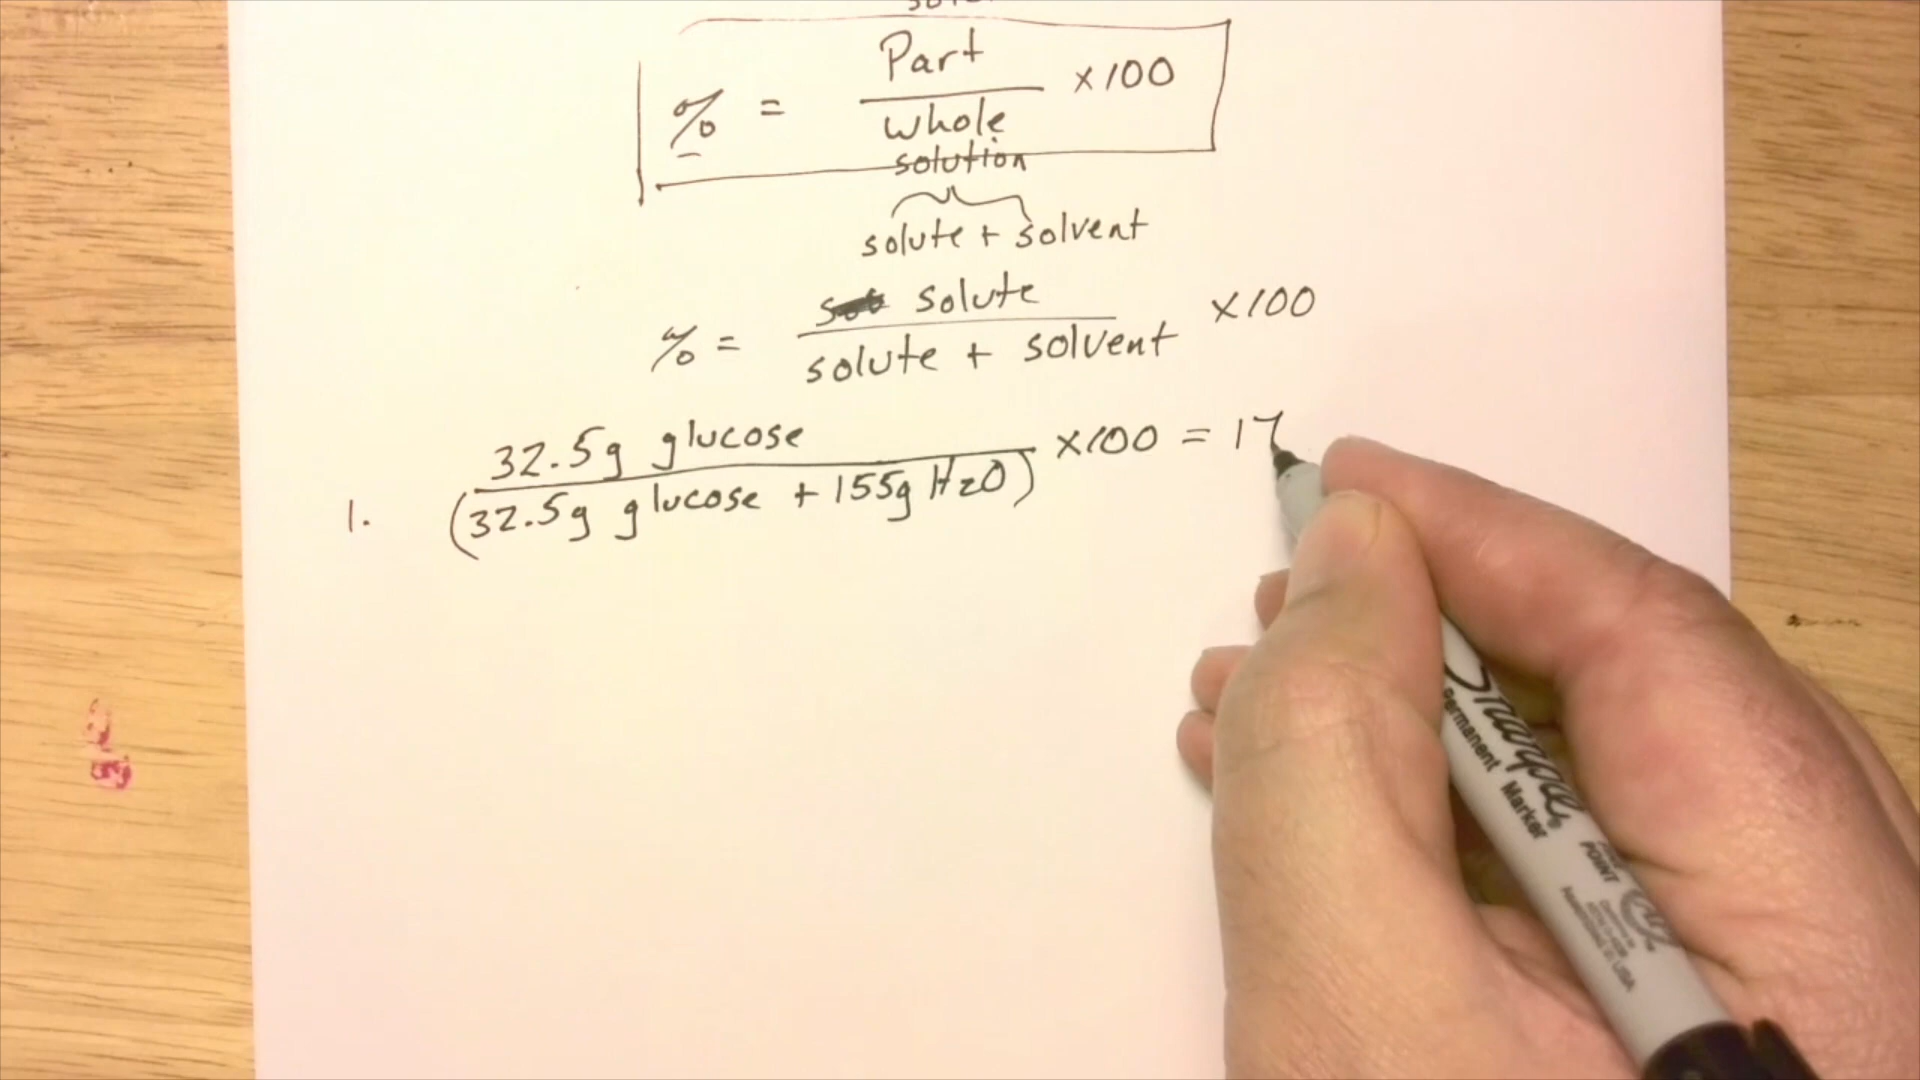 Part
% = ――― ×100
whole
solution
solute + solvent
solute
% = ――― ×100
solute + solvent
32.5g glucose
1. ――― ×100 = 17
(32.5g glucose + 155g H2O)
Sharpie®
Permanent Marker
POINT